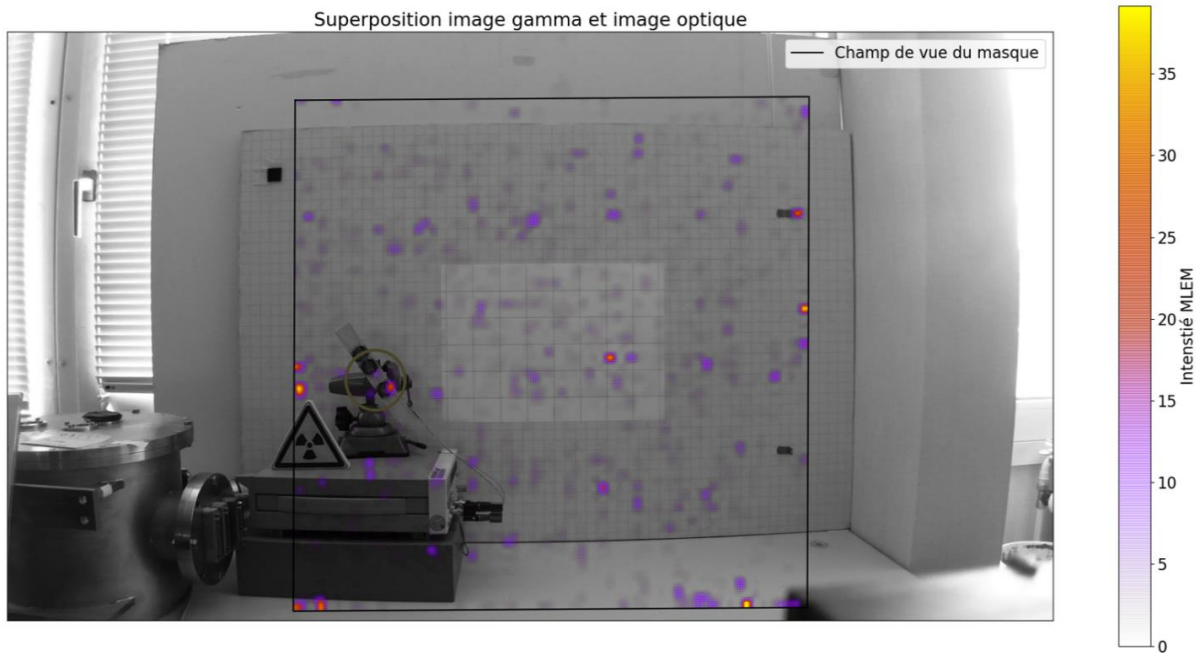 Superposition image gamma et image optique
Champ de vue du masque
35
30
25
20
15
10
5
0
Intenstié MLEM